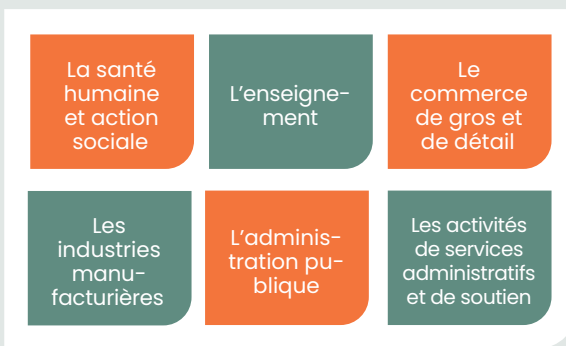 La santé
humaine
et action
sociale
L'enseigne-
ment
Le
commerce
de gros et
de détail
Les
industries
manu-
facturières
L'adminis-
tration pu-
blique
Les activités
de services
administratifs
et de soutien